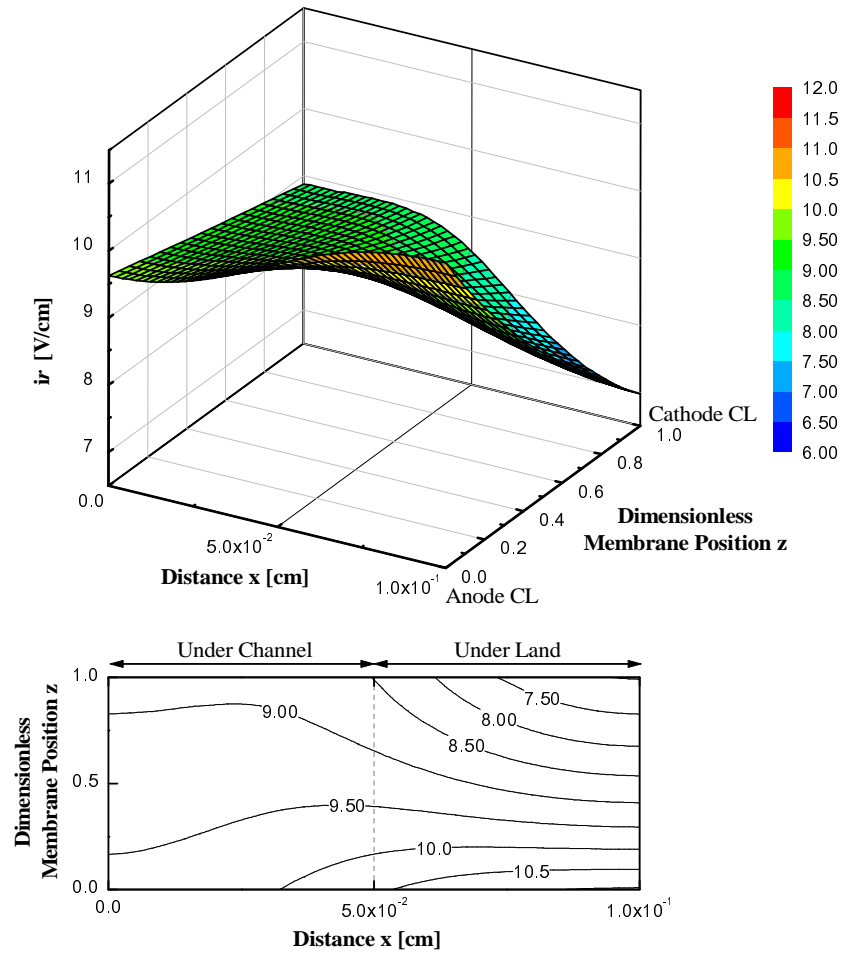 12.0
11.5
11.0
10.5
10.0
9.50
9.00
8.50
8.00
7.50
7.00
6.50
6.00
11
10
9
8
7
ir [V/cm]
0.0
5.0x10⁻²
1.0x10⁻¹
Distance x [cm]
Cathode CL
1.0
0.8
0.6
0.4
0.2
0.0
Anode CL
Dimensionless
Membrane Position z
Under Channel
Under Land
1.0
0.5
0.0
Dimensionless
Membrane Position z
9.00
7.50
8.00
8.50
9.50
10.0
10.5
0.0
5.0x10⁻²
1.0x10⁻¹
Distance x [cm]